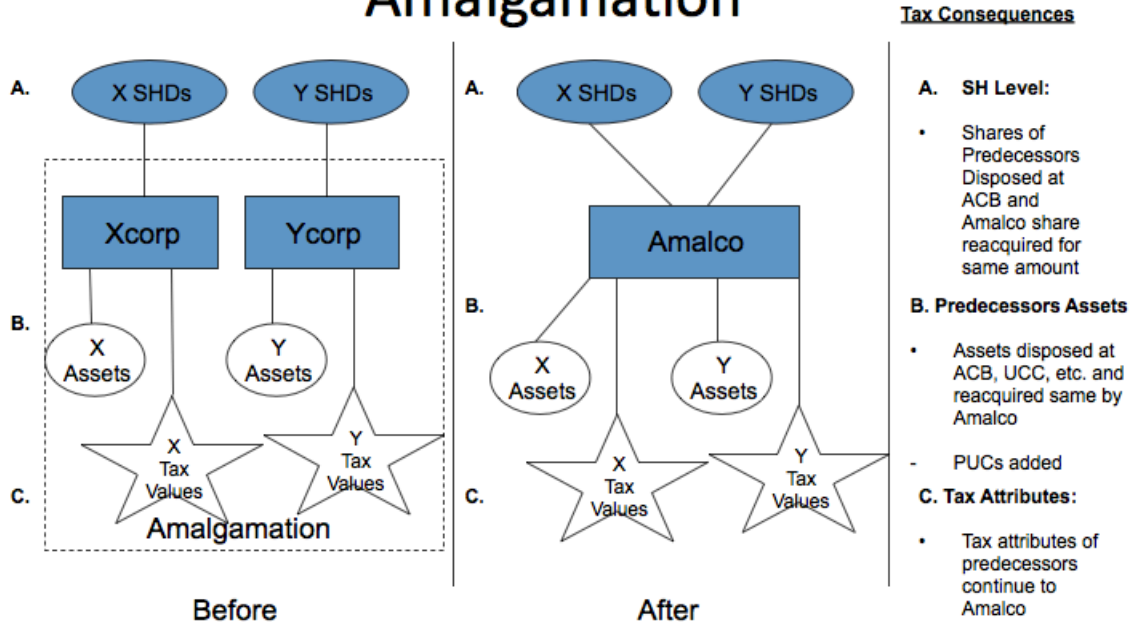 Amalgamation
Tax Consequences
A.
X SHDs
Y SHDs
Xcorp
Ycorp
B.
X
Assets
Y
Assets
X
Tax
Values
Y
Tax
Values
C.
Amalgamation
Before
A.
X SHDs
Y SHDs
Amalco
B.
X
Assets
Y
Assets
X
Tax
Values
Y
Tax
Values
C.
After
A. SH Level:
• Shares of
Predecessors
Disposed at
ACB and
Amalco share
reacquired for
same amount
B. Predecessors Assets
• Assets disposed at
ACB, UCC, etc. and
reacquired same by
Amalco
- PUCs added
C. Tax Attributes:
• Tax attributes of
predecessors
continue to
Amalco